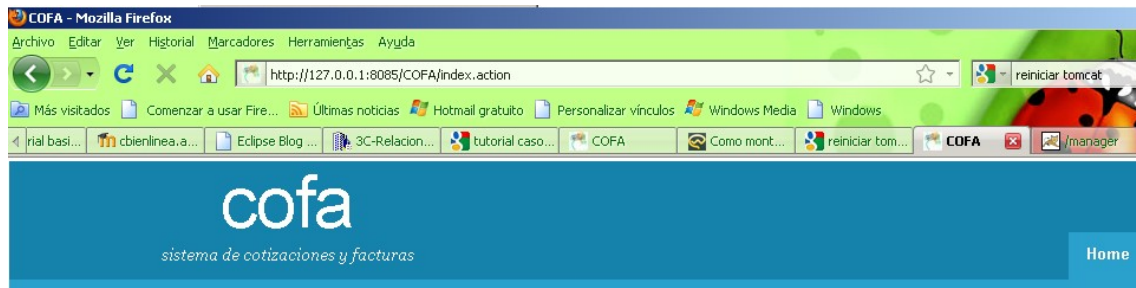 COFA - Mozilla Firefox
Archivo Editar Ver Historial Marcadores Herramientas Ayuda
http://127.0.0.1:8085/COFA/index.action
reiniciar tomcat
Más visitados Comenzar a usar Fire... Últimas noticias Hotmail gratuito Personalizar vínculos Windows Media Windows
rial basi... cbienlinea.a... Eclipse Blog ... 3C-Relacion... tutorial caso... COFA Como mont... reiniciar tom... COFA /manager
cofa
sistema de cotizaciones y facturas
Home